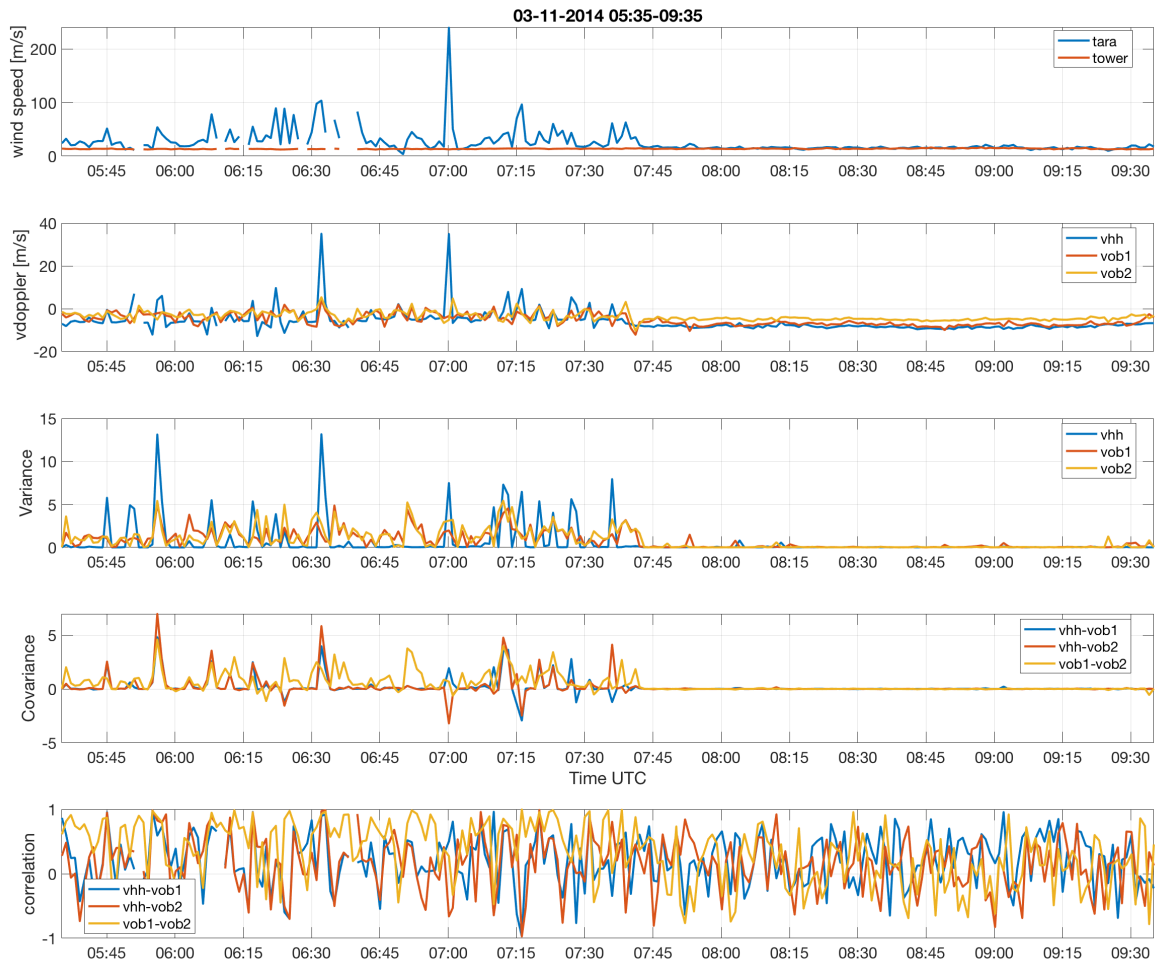 03-11-2014 05:35-09:35
wind speed [m/s]
200
100
0
tara
tower
05:45 06:00 06:15 06:30 06:45 07:00 07:15 07:30 07:45 08:00 08:15 08:30 08:45 09:00 09:15 09:30
vdoppler [m/s]
40
20
0
-20
vhh
vob1
vob2
05:45 06:00 06:15 06:30 06:45 07:00 07:15 07:30 07:45 08:00 08:15 08:30 08:45 09:00 09:15 09:30
Variance
15
10
5
0
vhh
vob1
vob2
05:45 06:00 06:15 06:30 06:45 07:00 07:15 07:30 07:45 08:00 08:15 08:30 08:45 09:00 09:15 09:30
Covariance
5
0
-5
vhh-vob1
vhh-vob2
vob1-vob2
05:45 06:00 06:15 06:30 06:45 07:00 07:15 07:30 07:45 08:00 08:15 08:30 08:45 09:00 09:15 09:30
Time UTC
correlation
1
0
-1
vhh-vob1
vhh-vob2
vob1-vob2
05:45 06:00 06:15 06:30 06:45 07:00 07:15 07:30 07:45 08:00 08:15 08:30 08:45 09:00 09:15 09:30